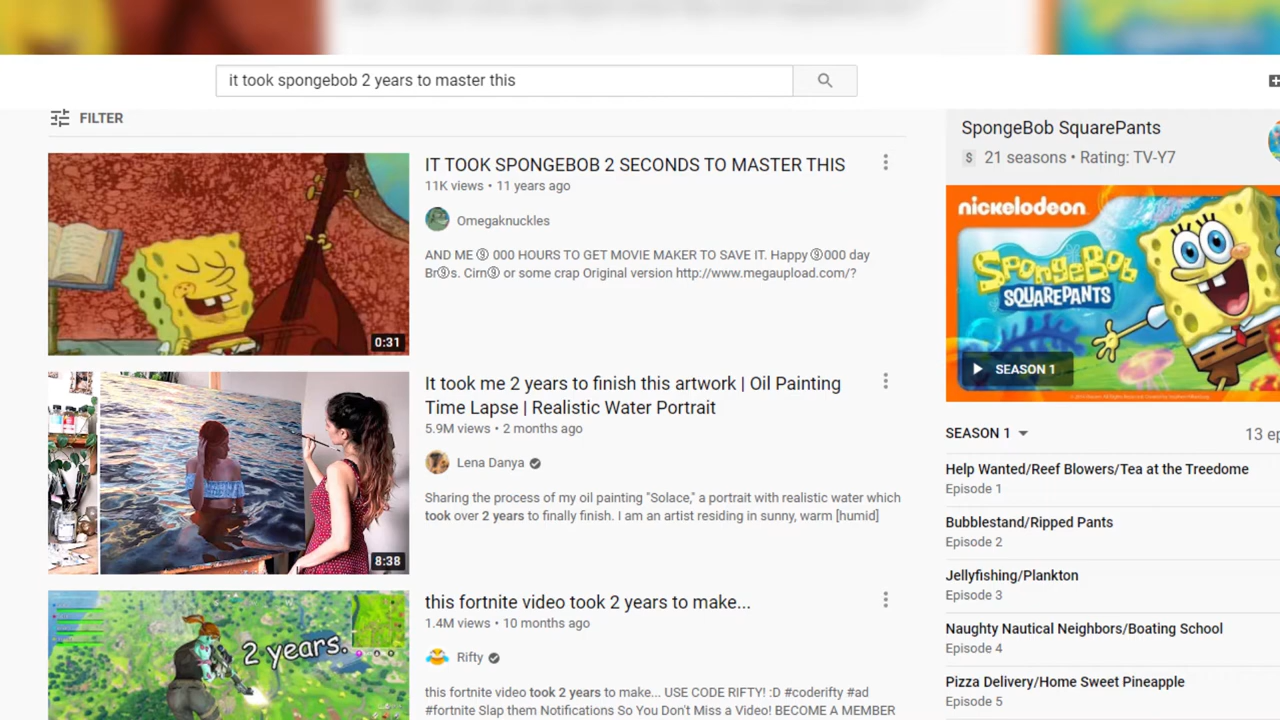 it took spongebob 2 years to master this
FILTER
IT TOOK SPONGEBOB 2 SECONDS TO MASTER THIS
11K views • 11 years ago
Omegaknuckles
AND ME ⑨ 000 HOURS TO GET MOVIE MAKER TO SAVE IT. Happy ⑨000 day
Br⑨s. Cirn⑨ or some crap Original version http://www.megaupload.com/?
0:31
It took me 2 years to finish this artwork | Oil Painting
Time Lapse | Realistic Water Portrait
5.9M views • 2 months ago
Lena Danya
Sharing the process of my oil painting "Solace," a portrait with realistic water which
took over 2 years to finally finish. I am an artist residing in sunny, warm [humid]
8:38
this fortnite video took 2 years to make...
1.4M views • 10 months ago
Rifty
this fortnite video took 2 years to make... USE CODE RIFTY! :D #coderifty #ad
#fortnite Slap them Notifications So You Don't Miss a Video! BECOME A MEMBER
2 years.
SpongeBob SquarePants
$ 21 seasons • Rating: TV-Y7
nickelodeon
SpongeBob
SQUAREPANTS
SEASON 1
SEASON 1
13 ep
Help Wanted/Reef Blowers/Tea at the Treedome
Episode 1
Bubblestand/Ripped Pants
Episode 2
Jellyfishing/Plankton
Episode 3
Naughty Nautical Neighbors/Boating School
Episode 4
Pizza Delivery/Home Sweet Pineapple
Episode 5